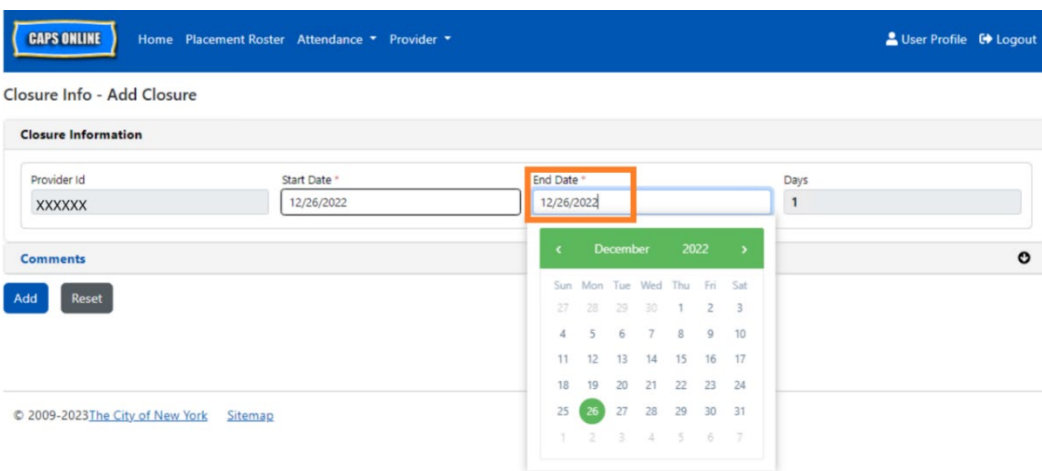 CAPS ONLINE Home Placement Roster Attendance Provider User Profile Logout
Closure Info - Add Closure
Closure Information
Provider Id Start Date * End Date * Days
XXXXXX 12/26/2022 12/26/2022 1
Comments
Add Reset
December 2022
Sun Mon Tue Wed Thu Fri Sat
27 28 29 30 1 2 3
4 5 6 7 8 9 10
11 12 13 14 15 16 17
18 19 20 21 22 23 24
25 26 27 28 29 30 31
1 2 3 4 5 6 7
© 2009-2023The City of New York Sitemap